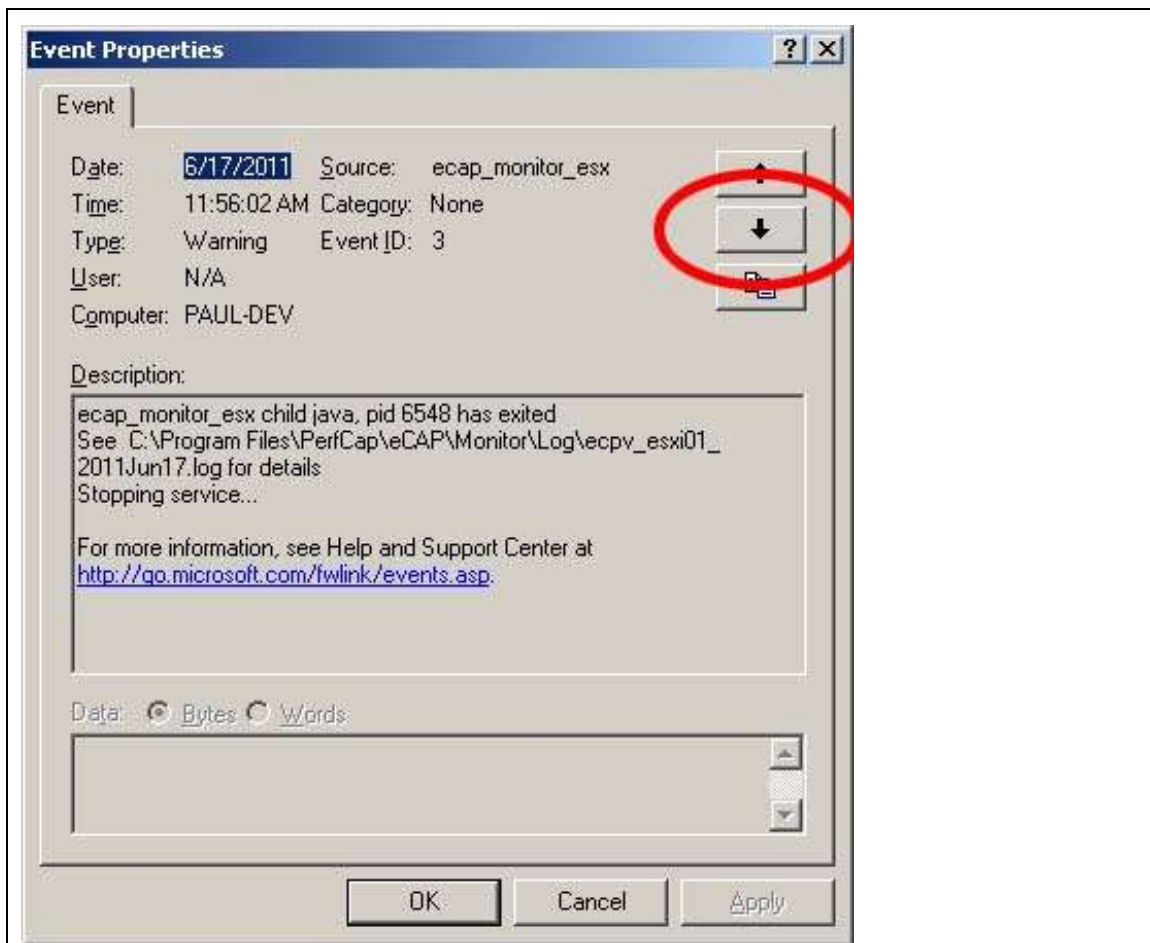 Event Properties
Event
Date: 6/17/2011 Source: ecap_monitor_esx
Time: 11:56:02 AM Category: None
Type: Warning Event ID: 3
User: N/A
Computer: PAUL-DEV
Description:
ecap_monitor_esx child java, pid 6548 has exited
See C:\Program Files\PerfCap\eCAP\Monitor\Log\ecpv_esxi01_
2011Jun17.log for details
Stopping service...
For more information, see Help and Support Center at
http://go.microsoft.com/fwlink/events.asp.
Data: Bytes Words
OK Cancel Apply